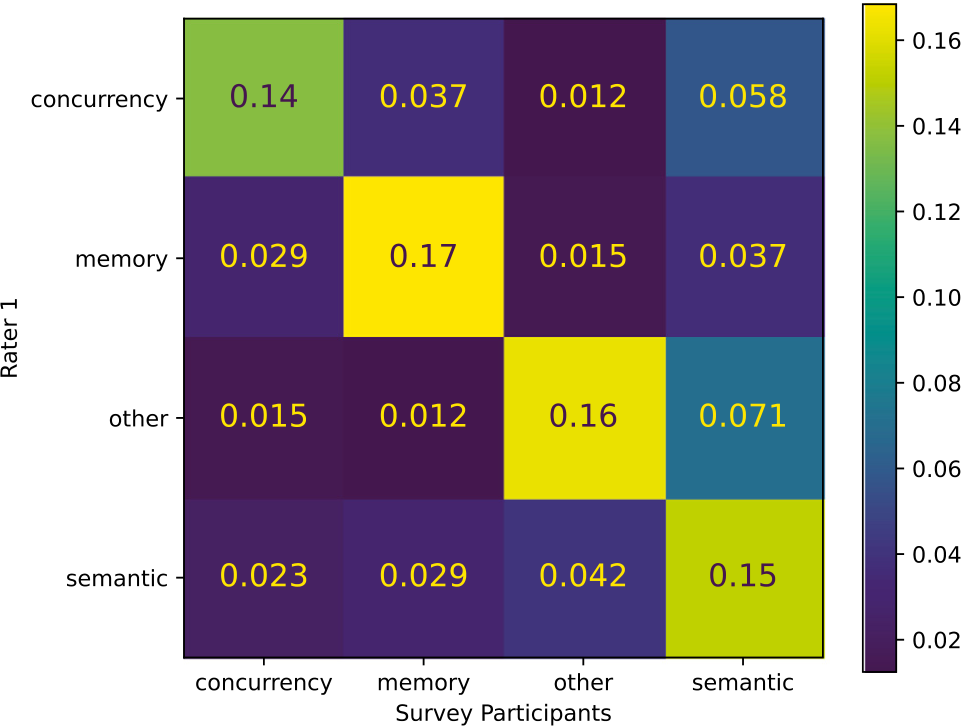 concurrency 0.14 0.037 0.012 0.058
memory 0.029 0.17 0.015 0.037
other 0.015 0.012 0.16 0.071
semantic 0.023 0.029 0.042 0.15
concurrency memory other semantic
Survey Participants
Rater 1
0.16
0.14
0.12
0.10
0.08
0.06
0.04
0.02